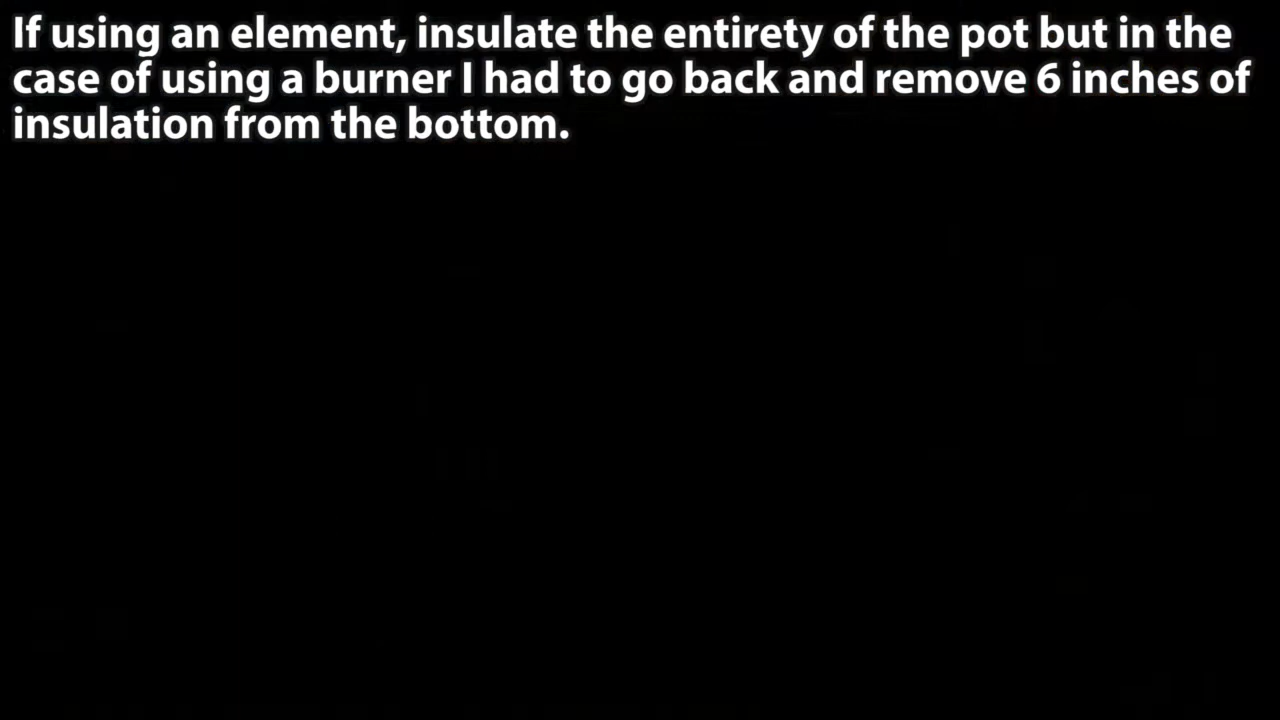 If using an element, insulate the entirety of the pot but in the
case of using a burner I had to go back and remove 6 inches of
insulation from the bottom.